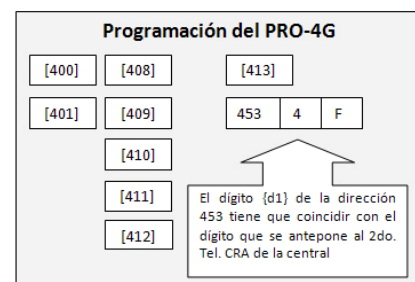 Programación del PRO-4G
[400] [408] [413]
[401] [409] 453 4 F
[410]
[411]
[412]
El dígito {d1} de la dirección
453 tiene que coincidir con el
dígito que se antepone al 2do.
Tel. CRA de la central